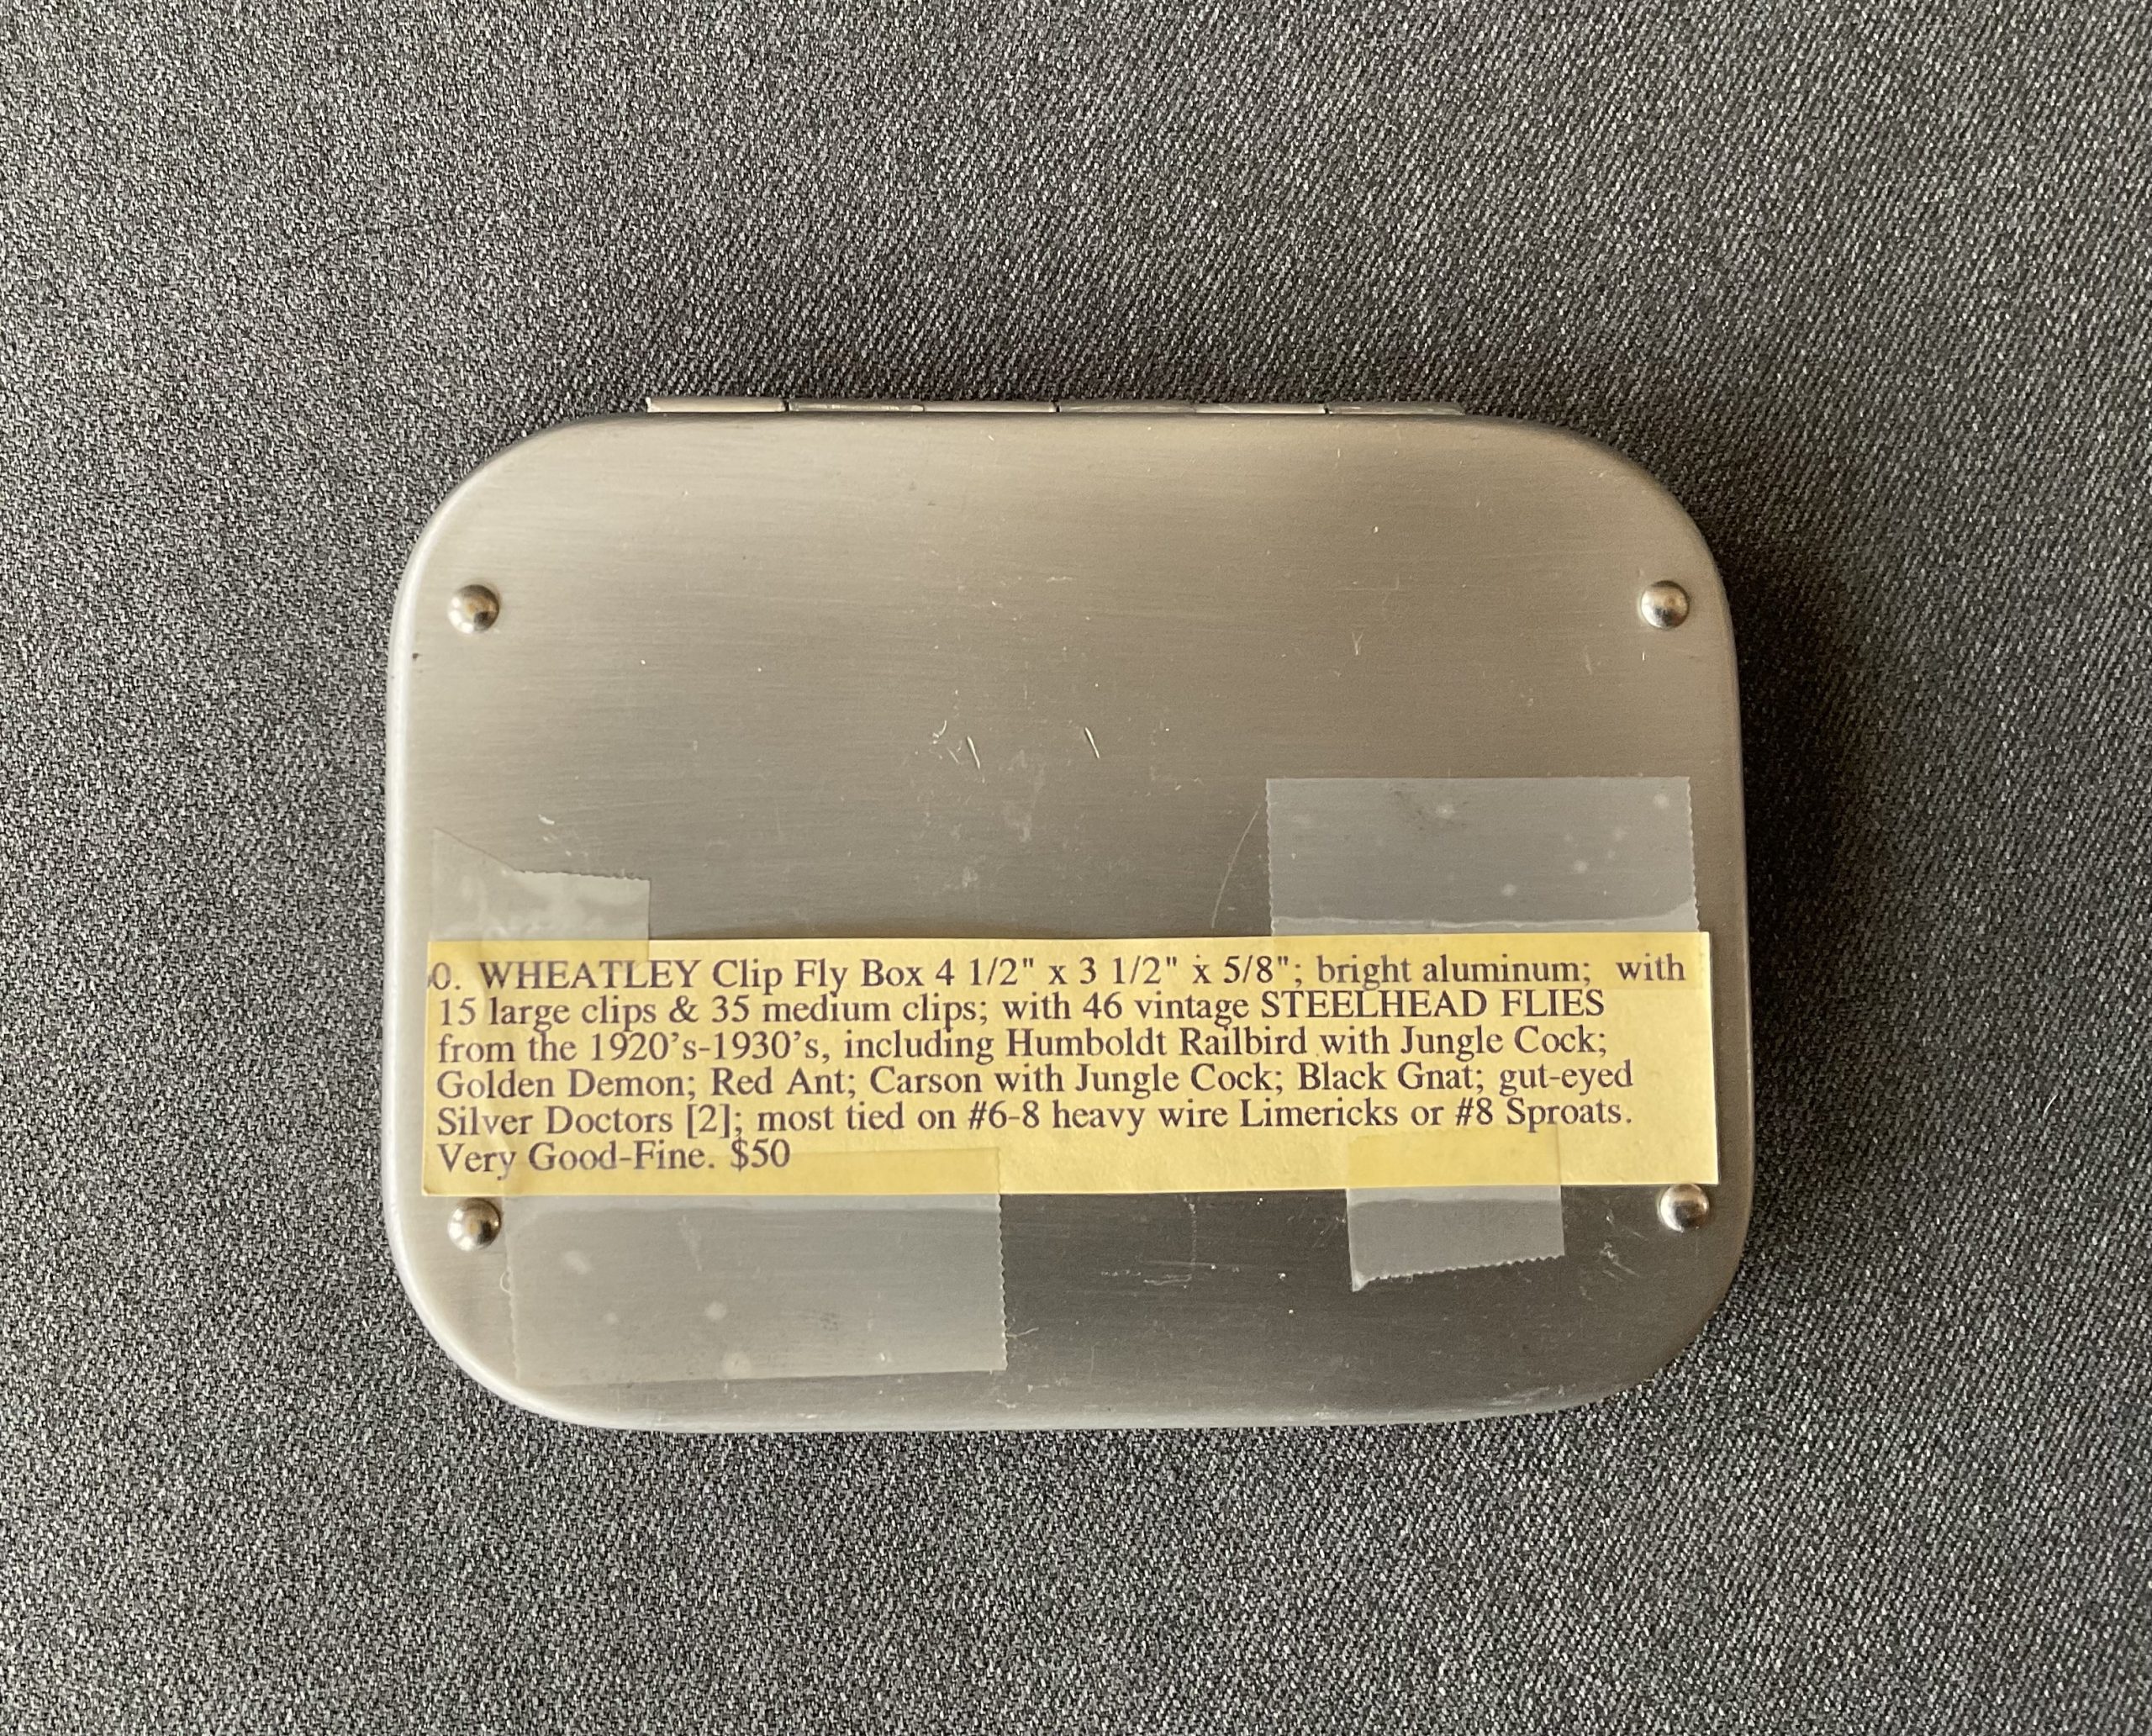 0. WHEATLEY Clip Fly Box 4 1/2" x 3 1/2" x 5/8"; bright aluminum; with
15 large clips & 35 medium clips; with 46 vintage STEELHEAD FLIES
from the 1920's-1930's, including Humboldt Railbird with Jungle Cock;
Golden Demon; Red Ant; Carson with Jungle Cock; Black Gnat; gut-eyed
Silver Doctors [2]; most tied on #6-8 heavy wire Limericks or #8 Sproats.
Very Good-Fine. $50